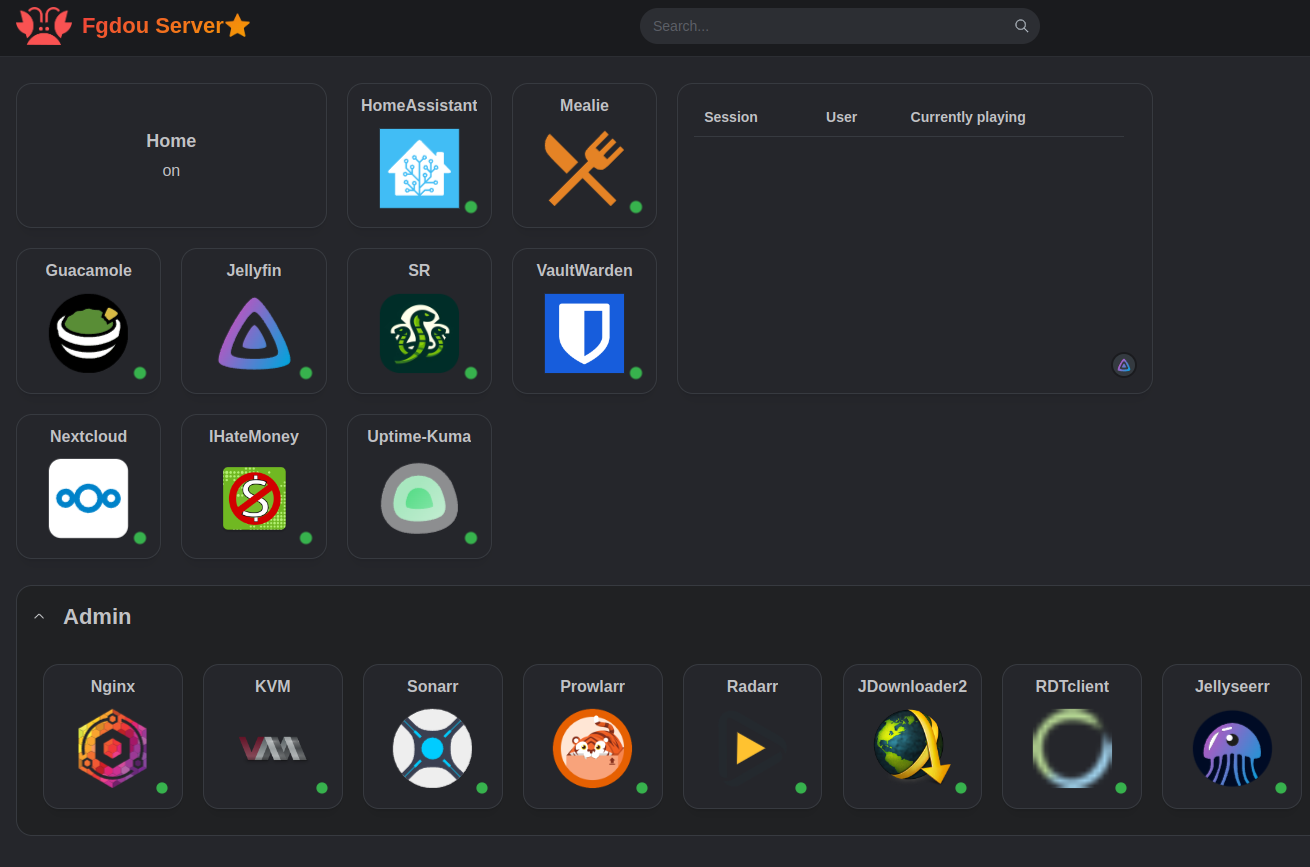 Fgdou Server
Search...
Home
on
HomeAssistant
Mealie
Session User Currently playing
Guacamole
Jellyfin
SR
VaultWarden
Nextcloud
IHateMoney
Uptime-Kuma
Admin
Nginx
KVM
Sonarr
Prowlarr
Radarr
JDownloader2
RDTclient
Jellyseerr